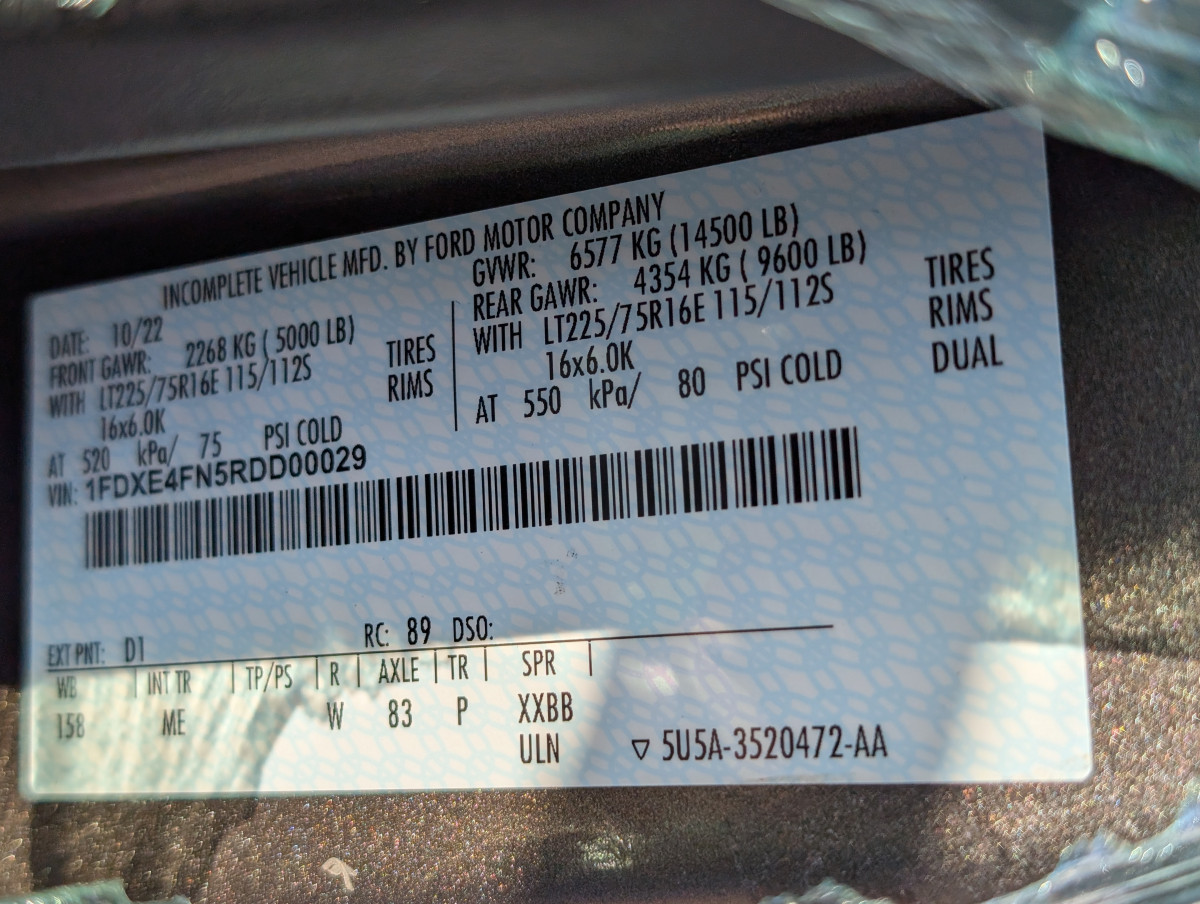 INCOMPLETE VEHICLE MFD. BY FORD MOTOR COMPANY
DATE: 10/22
FRONT GAWR: 2268 KG ( 5000 LB)
WITH LT225/75R16E 115/112S TIRES
16x6.0K RIMS
AT 520 kPa/ 75 PSI COLD
GVWR: 6577 KG (14500 LB)
REAR GAWR: 4354 KG ( 9600 LB)
WITH LT225/75R16E 115/112S TIRES
16x6.0K RIMS
AT 550 kPa/ 80 PSI COLD DUAL
VIN: 1FDXE4FN5RDD00029
EXT PNT: D1 RC: 89 DSO:
WB INT TR TP/PS R AXLE TR SPR
158 ME W 83 P XXBB
ULN ▽ 5U5A-3520472-AA